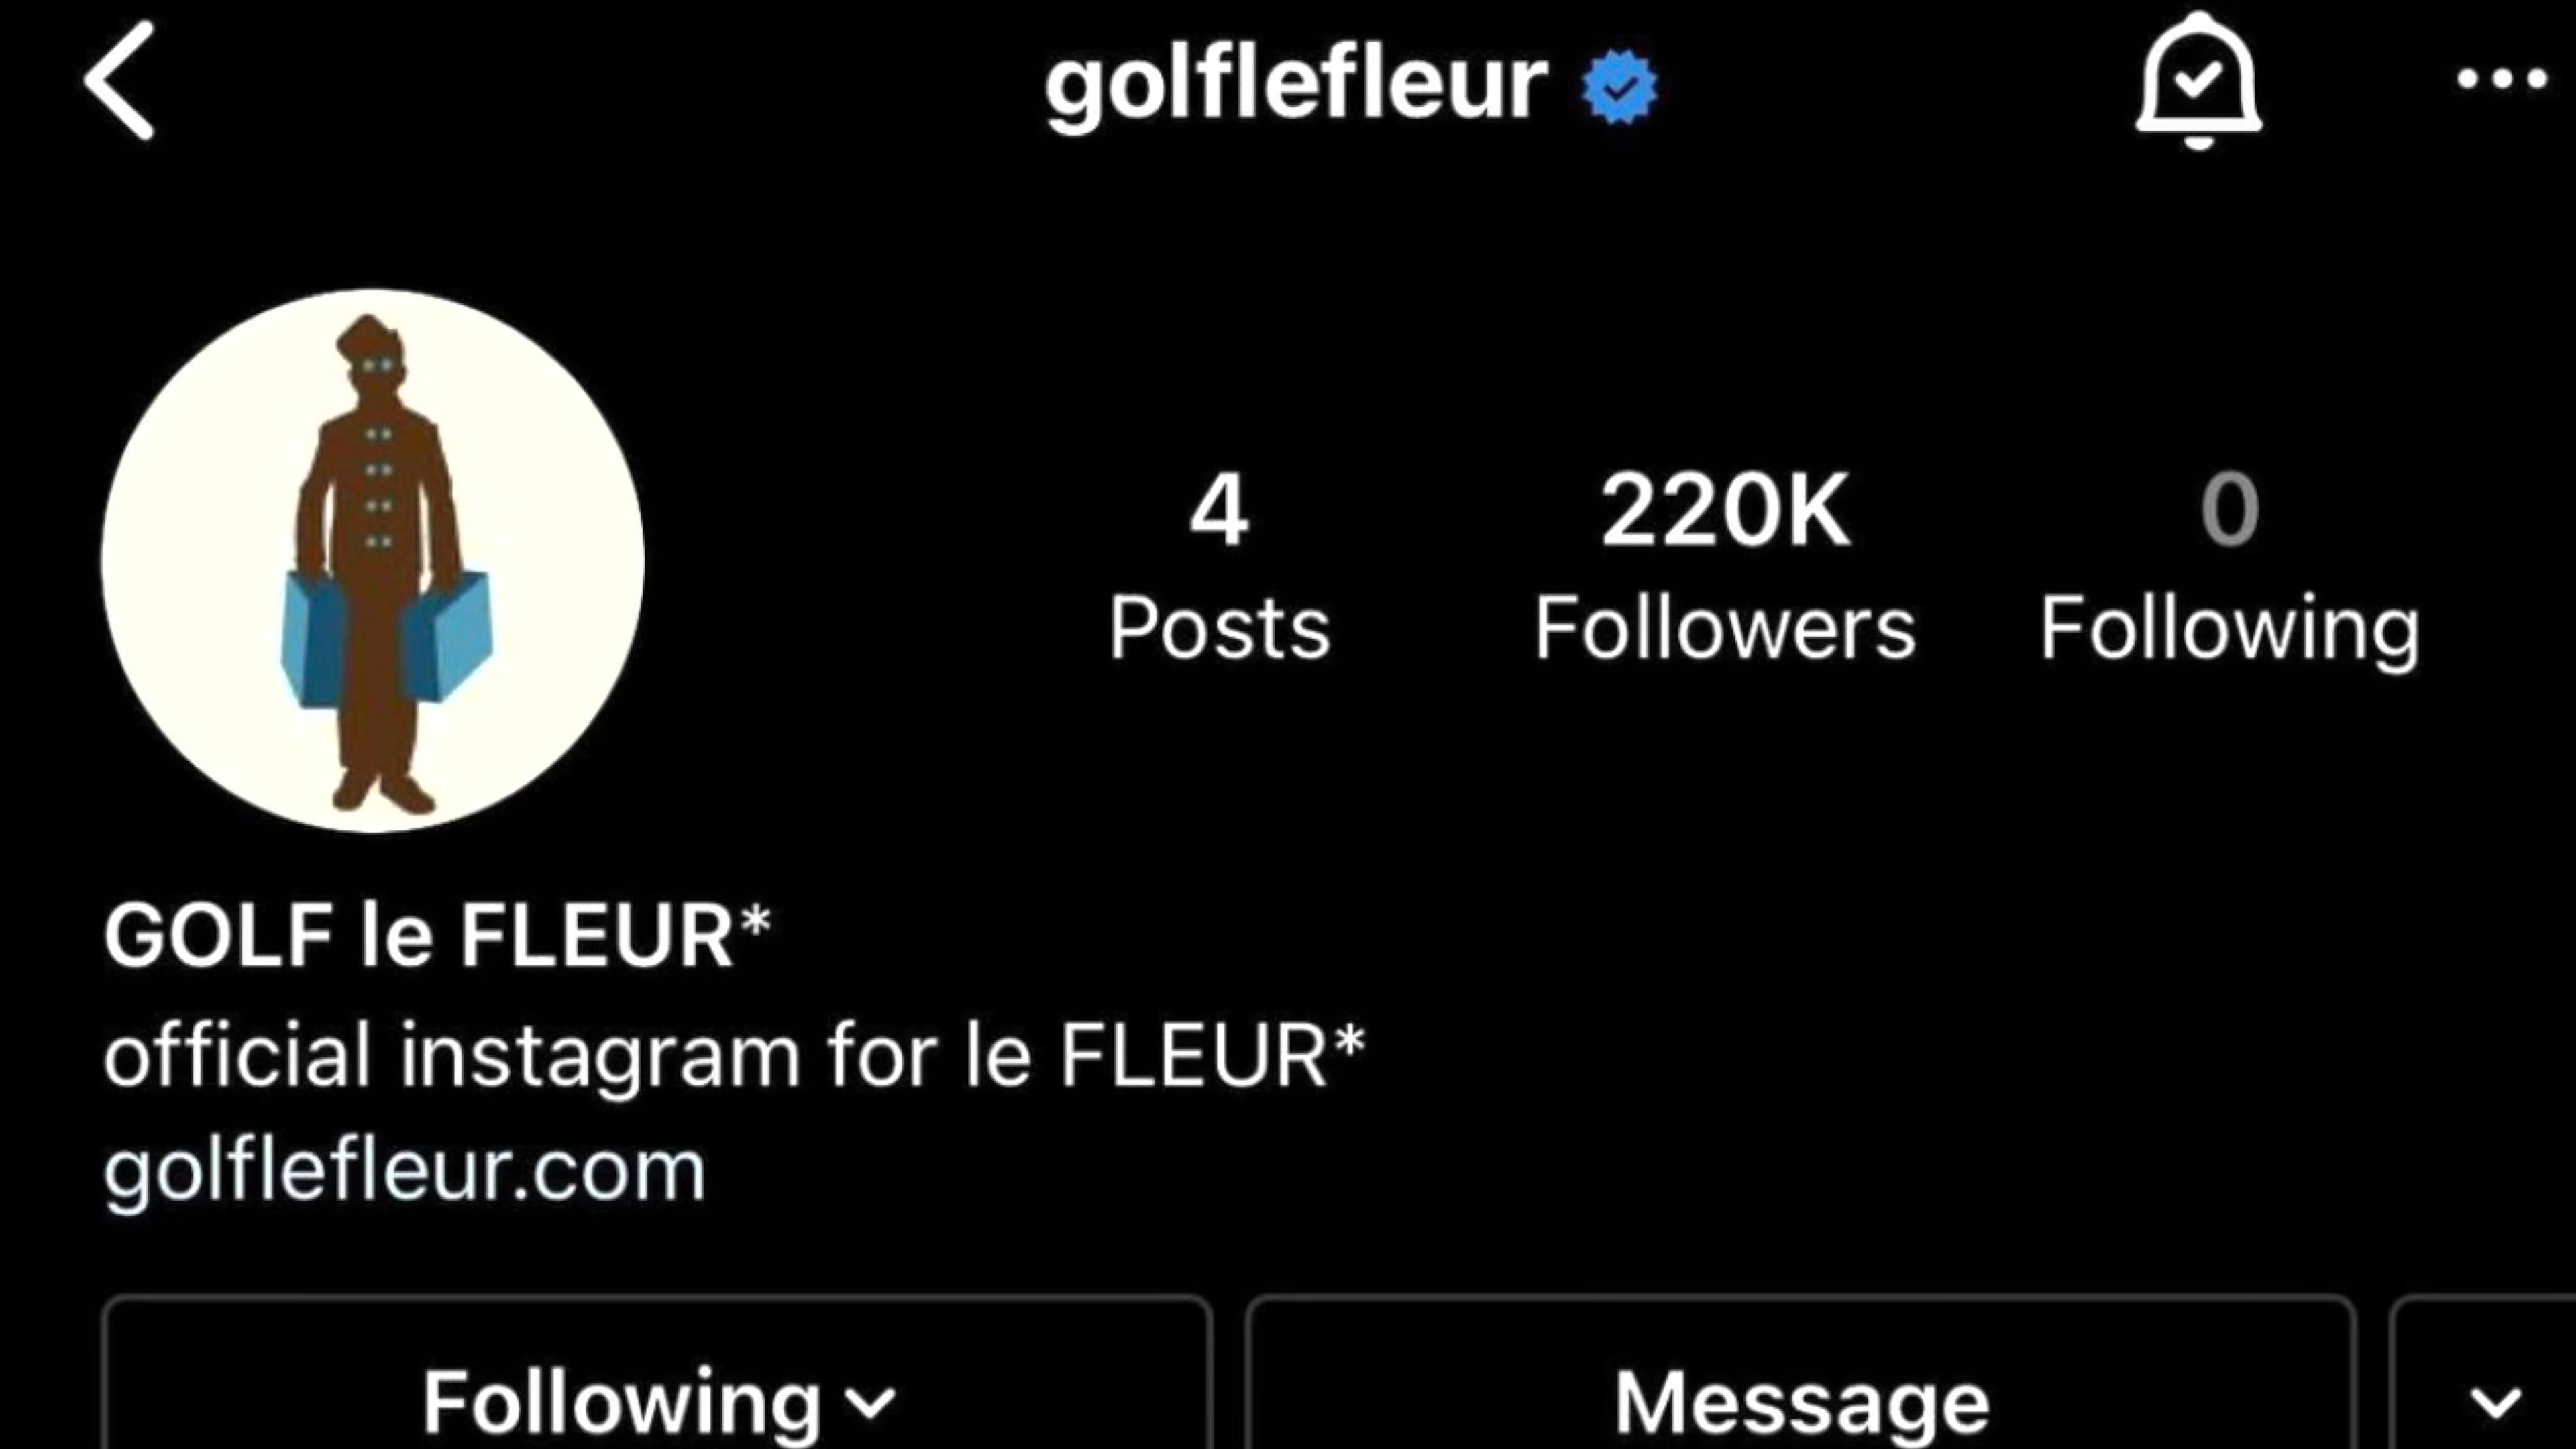 golflefleur
4 220K 0
Posts Followers Following
GOLF le FLEUR*
official instagram for le FLEUR*
golflefleur.com
Following Message